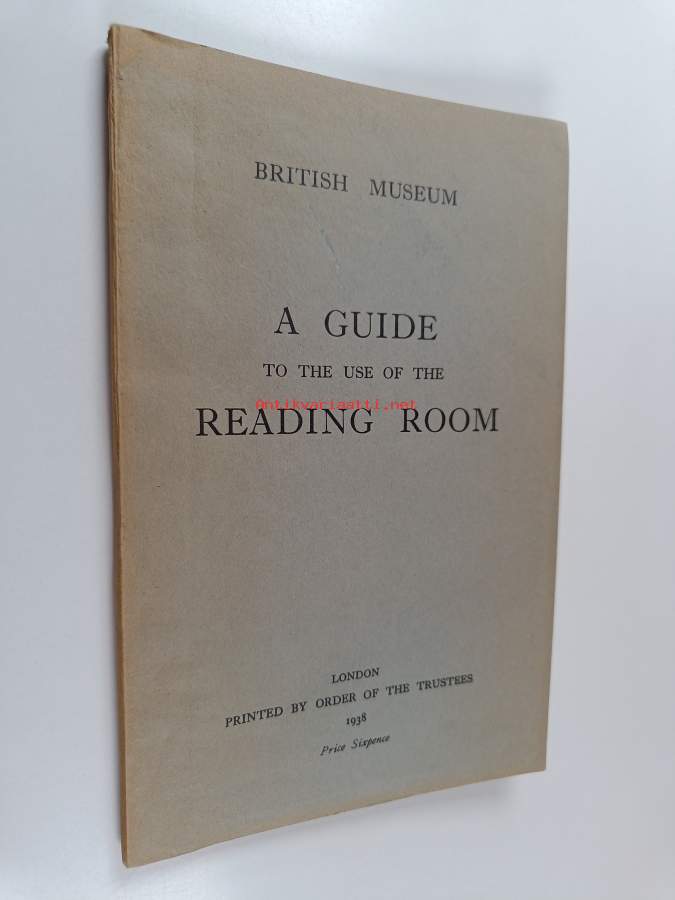 BRITISH MUSEUM
A GUIDE
TO THE USE OF THE
Antikvariaatti.net
READING ROOM
LONDON
PRINTED BY ORDER OF THE TRUSTEES
1938
Price Sixpence